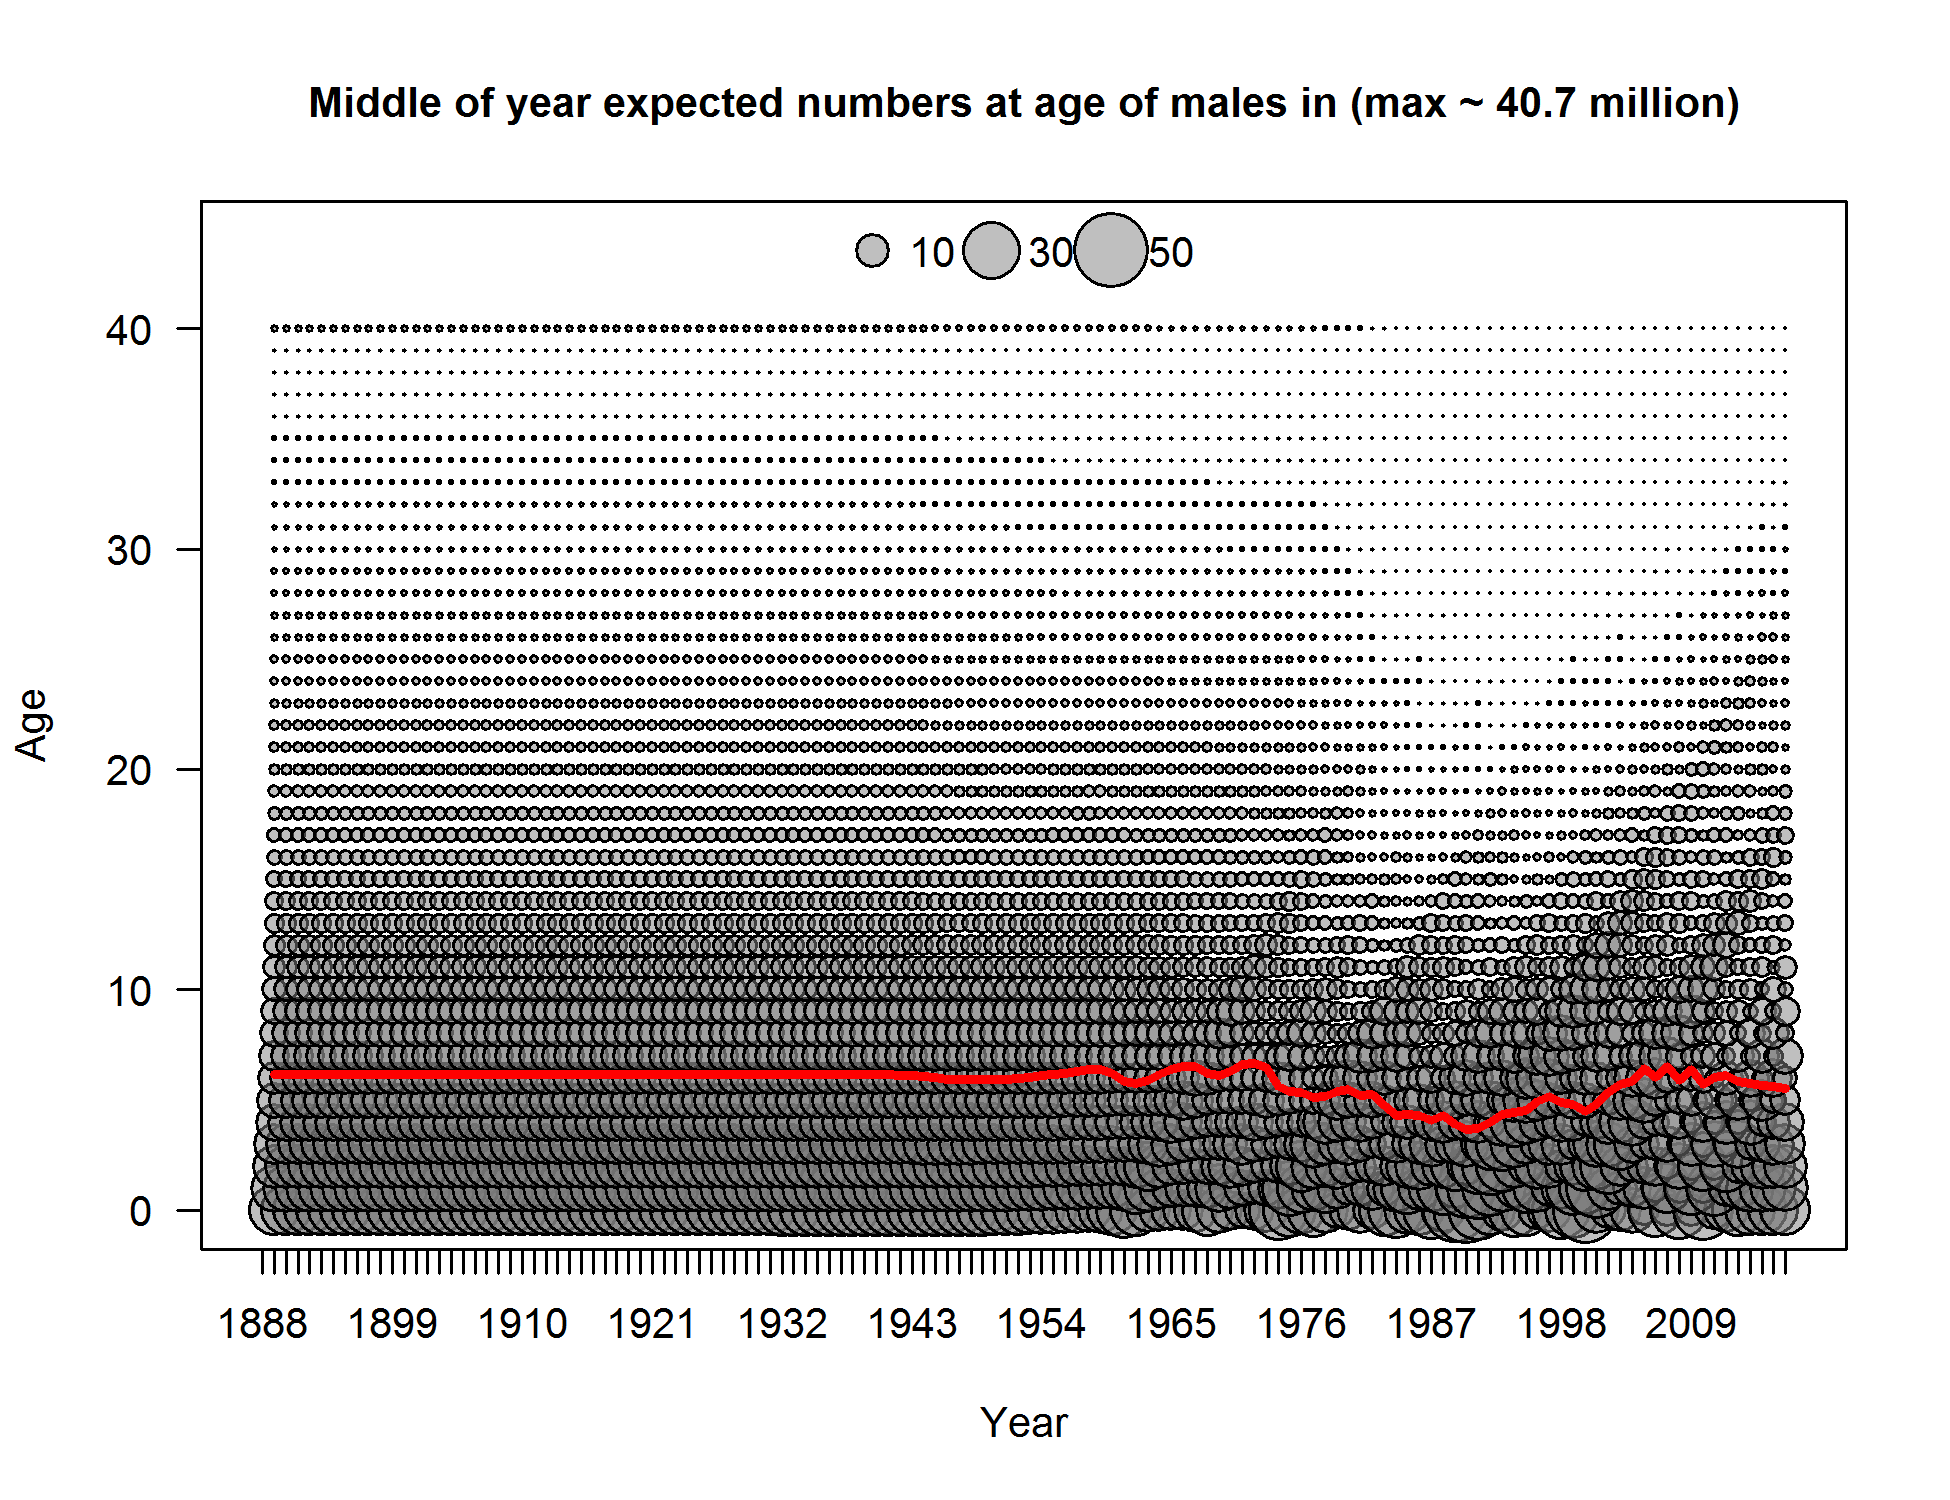 Middle of year expected numbers at age of males in (max ~ 40.7 million)
10 30 50
40
30
20
10
0
Age
1888 1899 1910 1921 1932 1943 1954 1965 1976 1987 1998 2009
Year